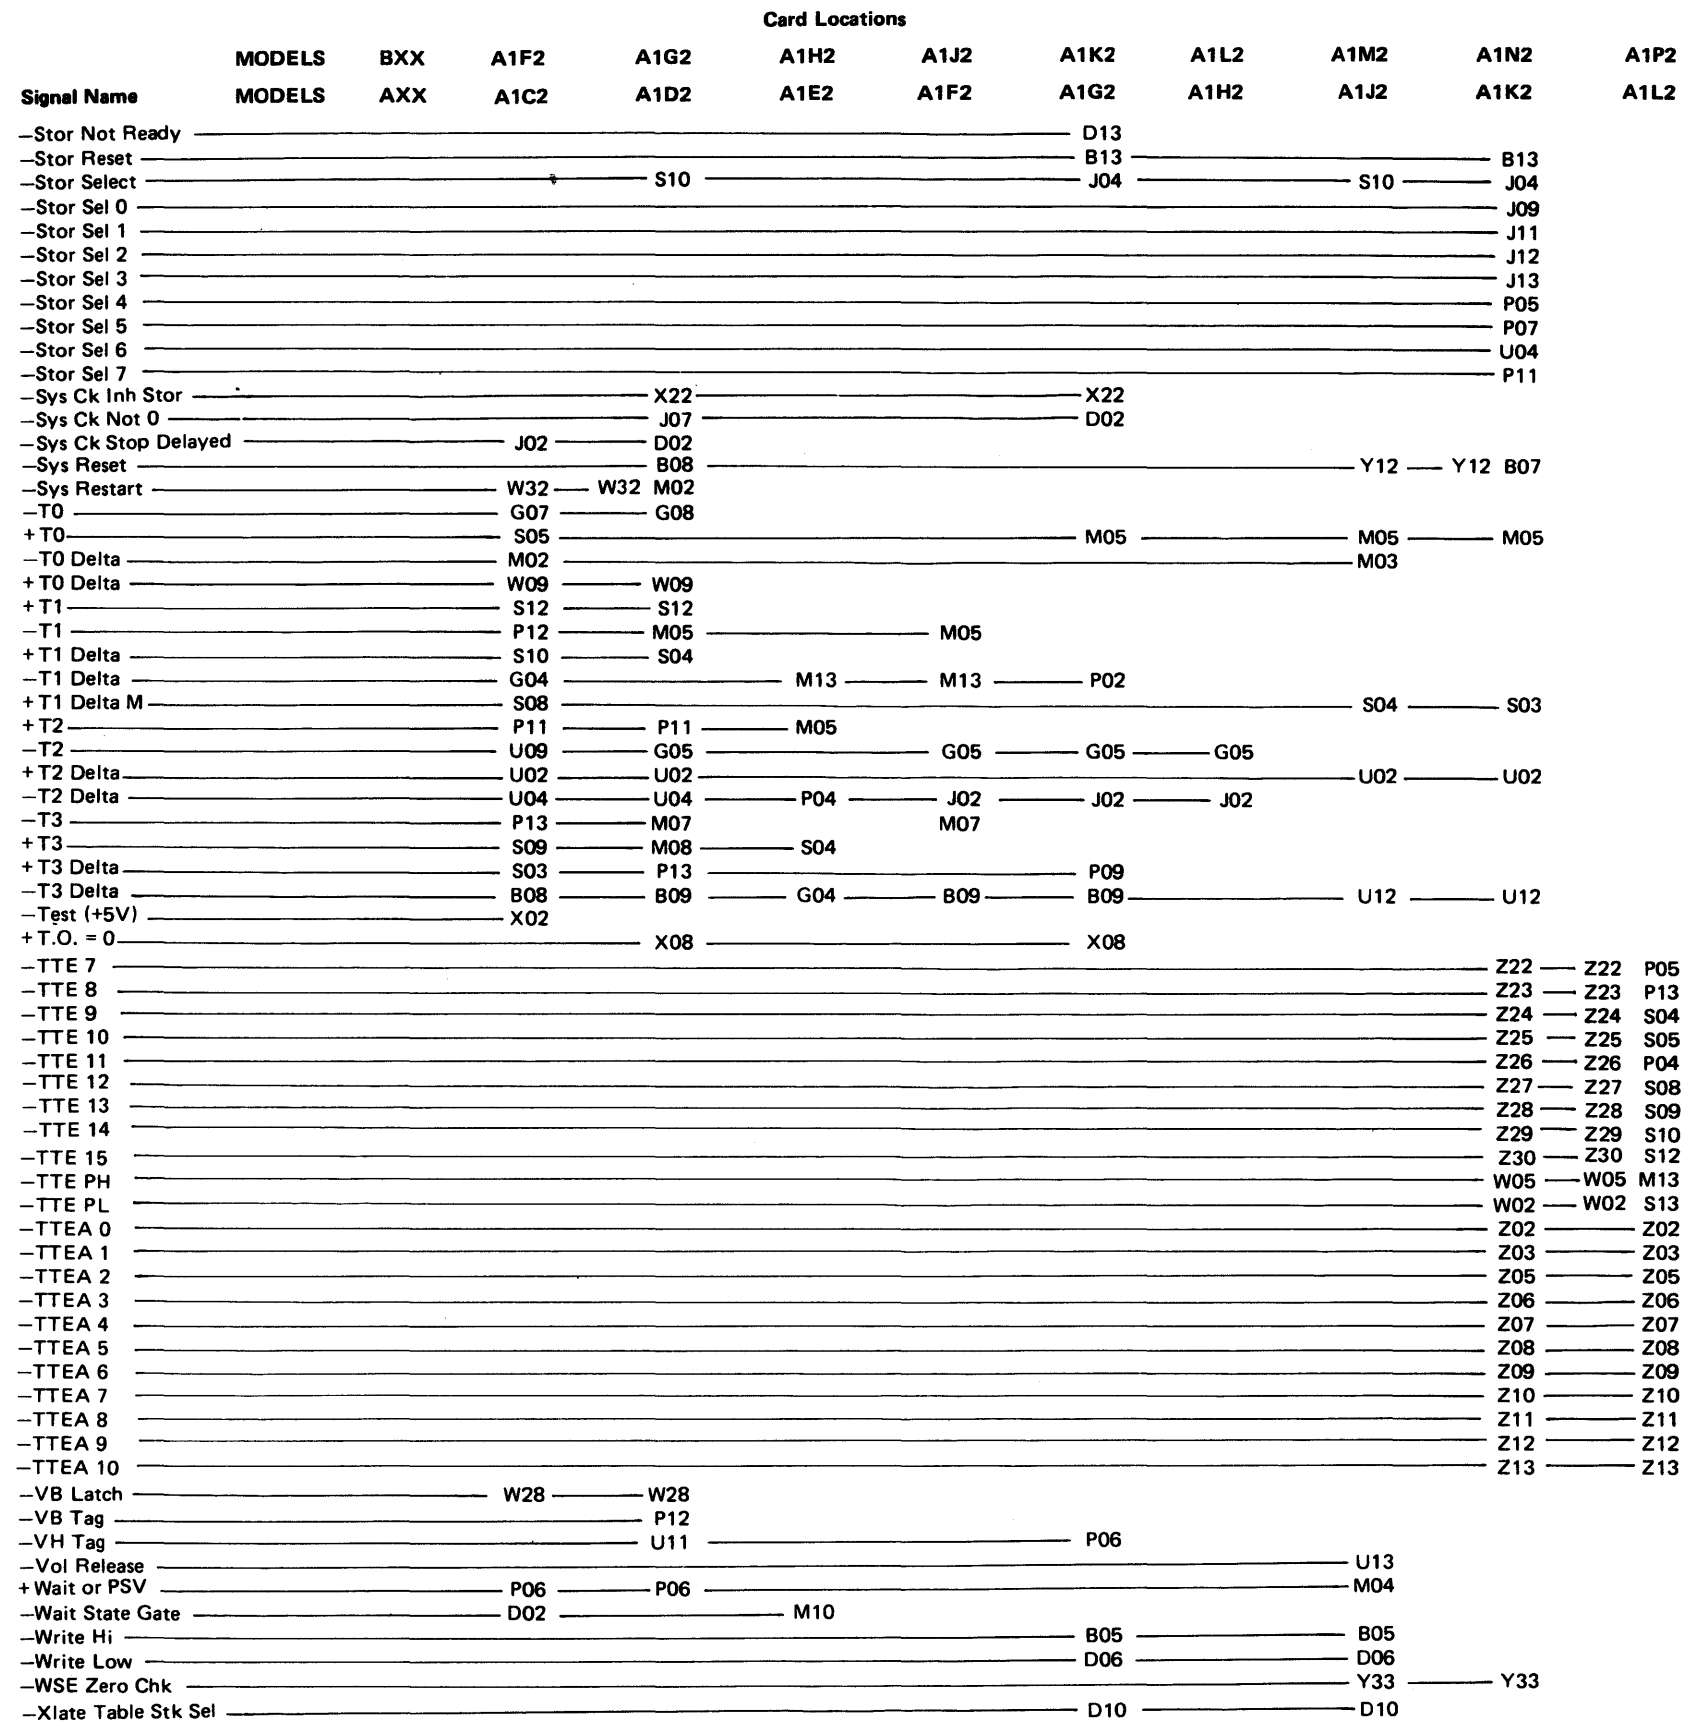 Card Locations
MODELS BXX A1F2 A1G2 A1H2 A1J2 A1K2 A1L2 A1M2 A1N2 A1P2
Signal Name MODELS AXX A1C2 A1D2 A1E2 A1F2 A1G2 A1H2 A1J2 A1K2 A1L2
—Stor Not Ready D13
—Stor Reset B13 B13
—Stor Select S10 J04 S10 J04
—Stor Sel 0 J09
—Stor Sel 1 J11
—Stor Sel 2 J12
—Stor Sel 3 J13
—Stor Sel 4 P05
—Stor Sel 5 P07
—Stor Sel 6 U04
—Stor Sel 7 P11
—Sys Ck Inh Stor X22 X22
—Sys Ck Not 0 J07 D02
—Sys Ck Stop Delayed J02 D02
—Sys Reset B08 Y12 Y12 B07
—Sys Restart W32 W32 M02
—T0 G07 G08
+T0 S05 M05 M05 M05
—T0 Delta M02 M03
+T0 Delta W09 W09
+T1 S12 S12
—T1 P12 M05 M05
+T1 Delta S10 S04
—T1 Delta G04 M13 M13 P02
+T1 Delta M S08 S04 S03
+T2 P11 P11 M05
—T2 U09 G05 G05 G05 G05
+T2 Delta U02 U02 U02 U02
—T2 Delta U04 U04 P04 J02 J02 J02
—T3 P13 M07 M07
+T3 S09 M08 S04
+T3 Delta S03 P13 P09
—T3 Delta B08 B09 G04 B09 B09 U12 U12
—Test (+5V) X02
+T.O. = 0 X08 X08
—TTE 7 Z22 Z22 P05
—TTE 8 Z23 Z23 P13
—TTE 9 Z24 Z24 S04
—TTE 10 Z25 Z25 S05
—TTE 11 Z26 Z26 P04
—TTE 12 Z27 Z27 S08
—TTE 13 Z28 Z28 S09
—TTE 14 Z29 Z29 S10
—TTE 15 Z30 Z30 S12
—TTE PH W05 W05 M13
—TTE PL W02 W02 S13
—TTEA 0 Z02 Z02
—TTEA 1 Z03 Z03
—TTEA 2 Z05 Z05
—TTEA 3 Z06 Z06
—TTEA 4 Z07 Z07
—TTEA 5 Z08 Z08
—TTEA 6 Z09 Z09
—TTEA 7 Z10 Z10
—TTEA 8 Z11 Z11
—TTEA 9 Z12 Z12
—TTEA 10 Z13 Z13
—VB Latch W28 W28
—VB Tag P12
—VH Tag U11 P06
—Vol Release U13
+Wait or PSV P06 P06 M04
—Wait State Gate D02 M10
—Write Hi B05 B05
—Write Low D06 D06
—WSE Zero Chk Y33 Y33
—Xlate Table Stk Sel D10 D10